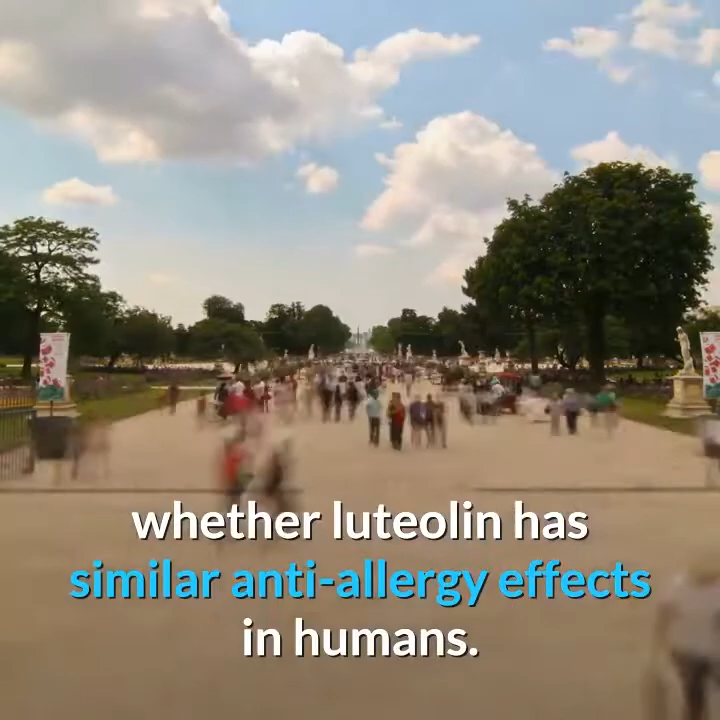 whether luteolin has
similar anti-allergy effects
in humans.